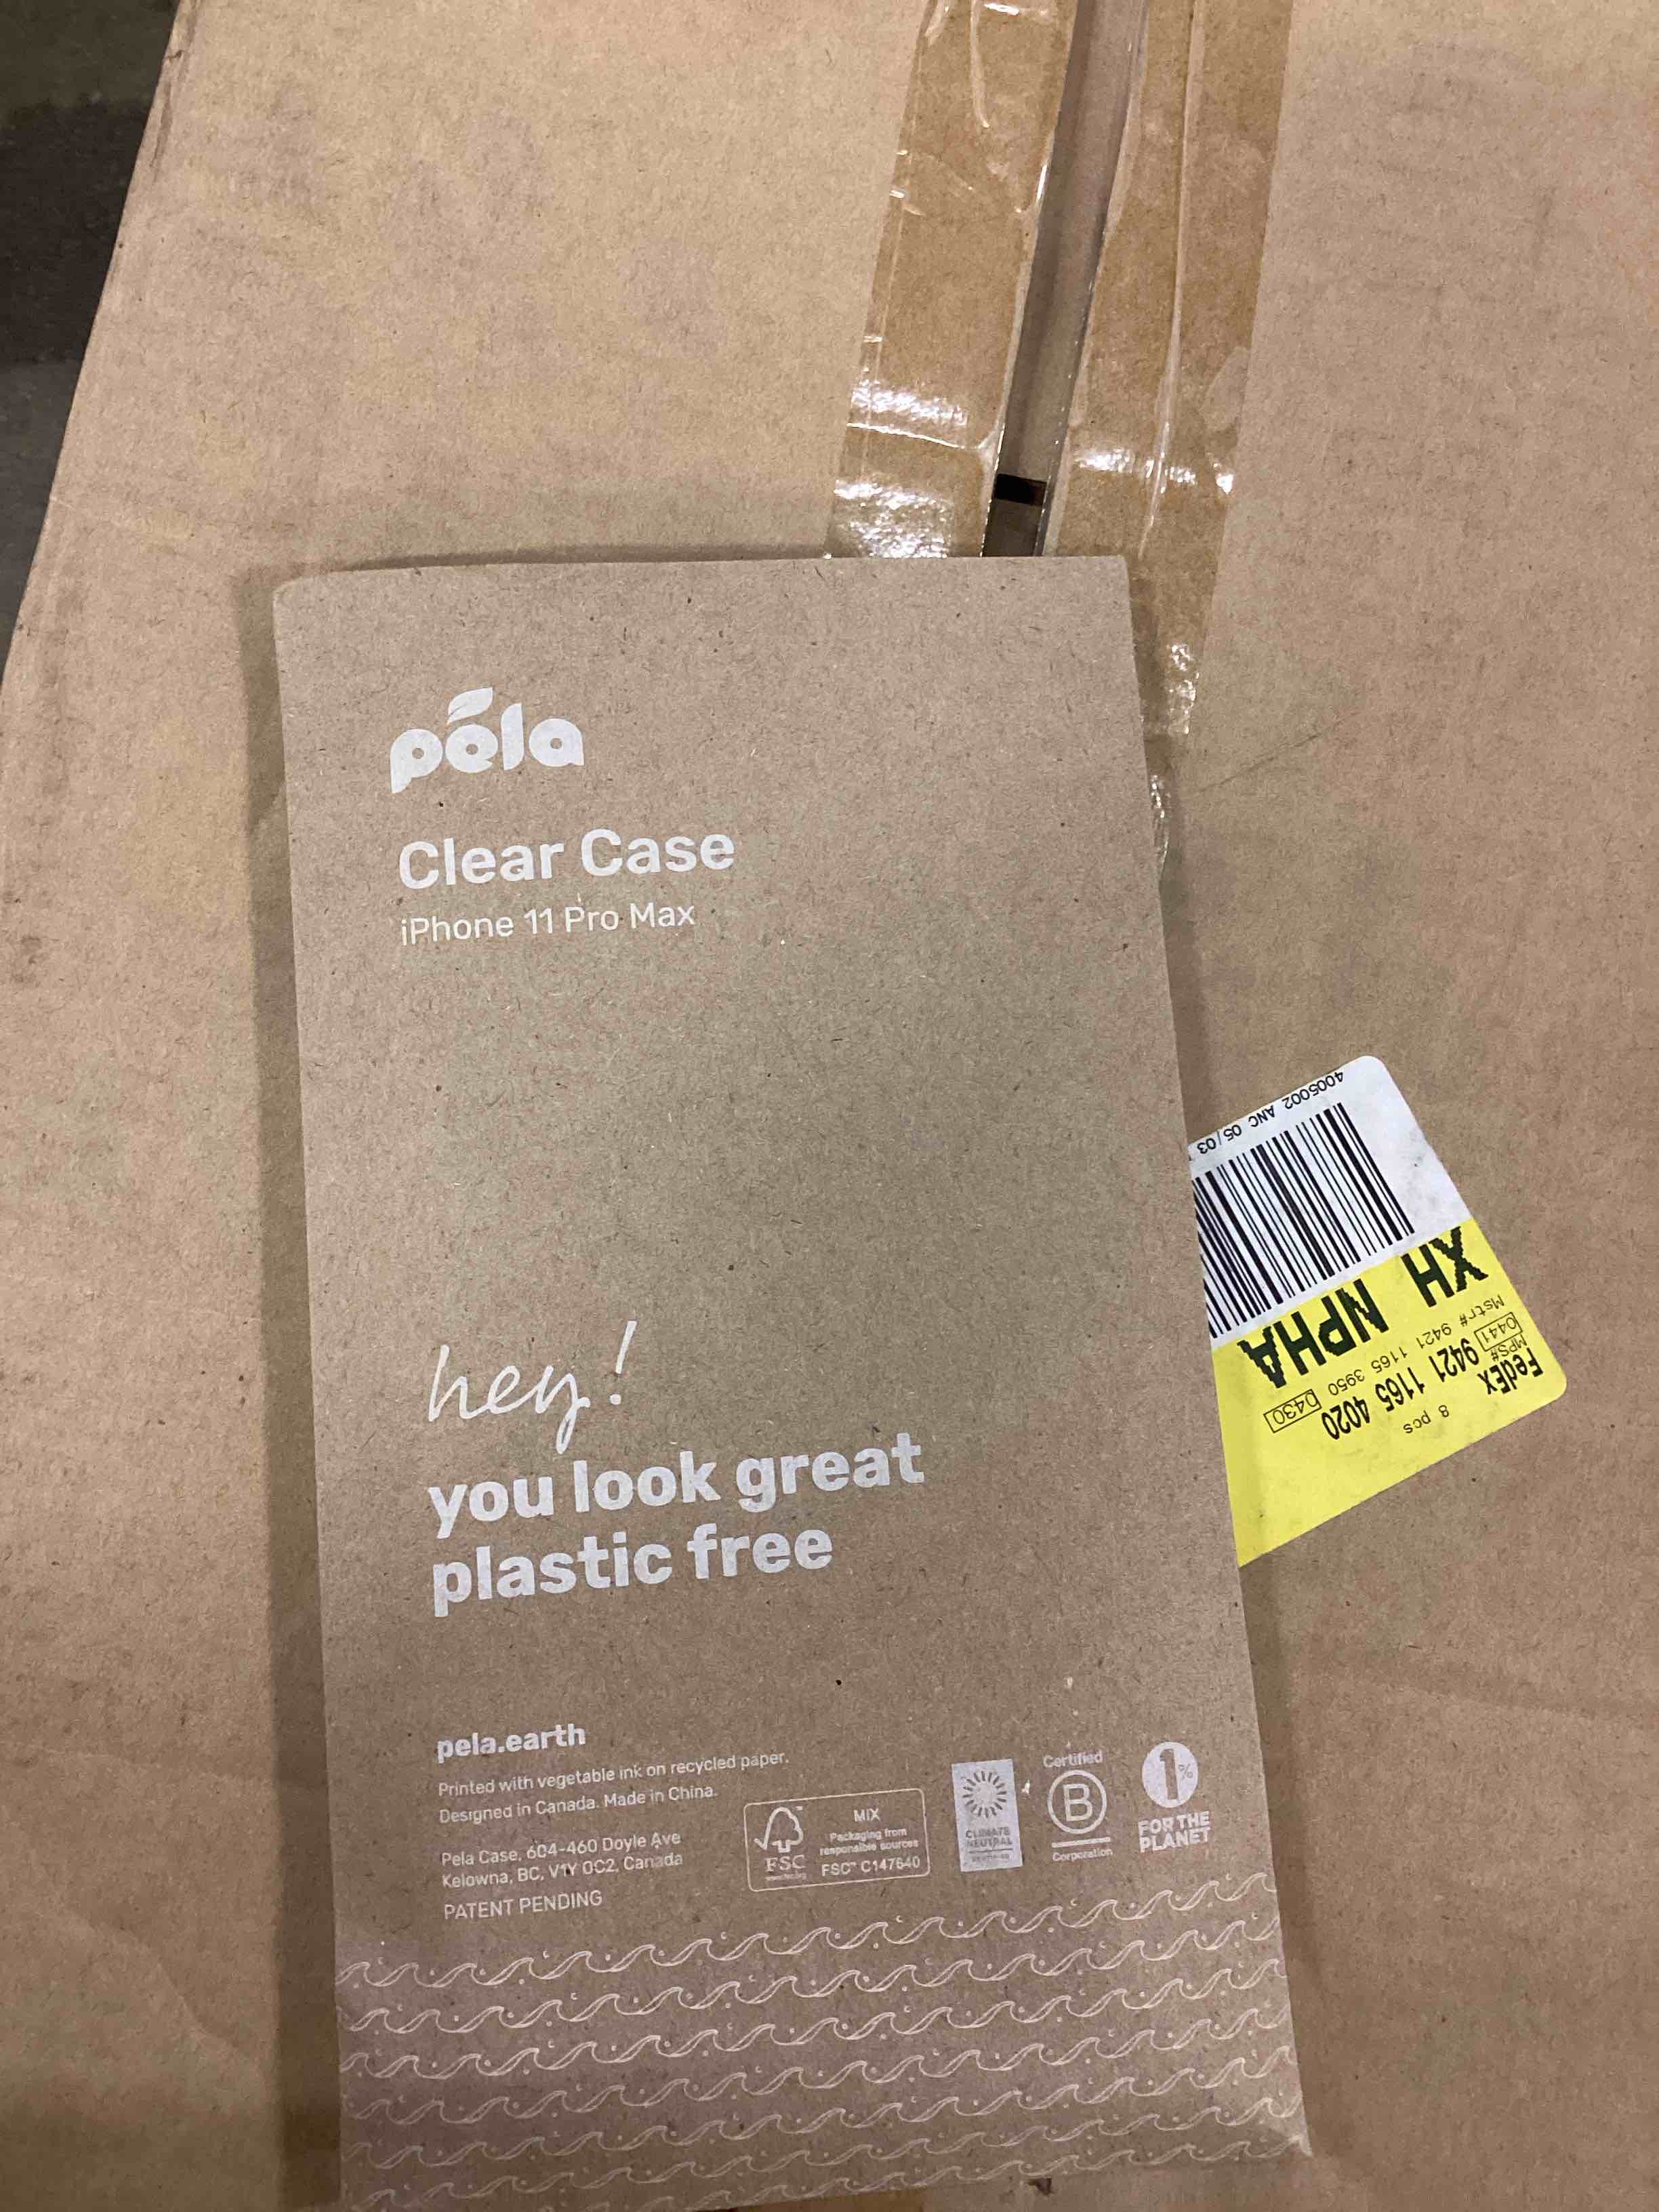 pela
Clear Case
iPhone 11 Pro Max
hey!
you look great
plastic free
pela.earth
Printed with vegetable ink on recycled paper.
Designed in Canada. Made in China.
Pela Case, 604-460 Doyle Ave
Kelowna, BC, V1Y 0C2, Canada
PATENT PENDING
FSC
MIX
Packaging from
responsible sources
FSC™ C147640
CLIMATE
NEUTRAL
Certified
B
Corporation
1%
FOR THE
PLANET
FedEx
MPS# 9421 1165 4020
0441
8 pcs
Mstr# 9421 1165 3950
0430
XH NPHA
4005002 ANC 05/03